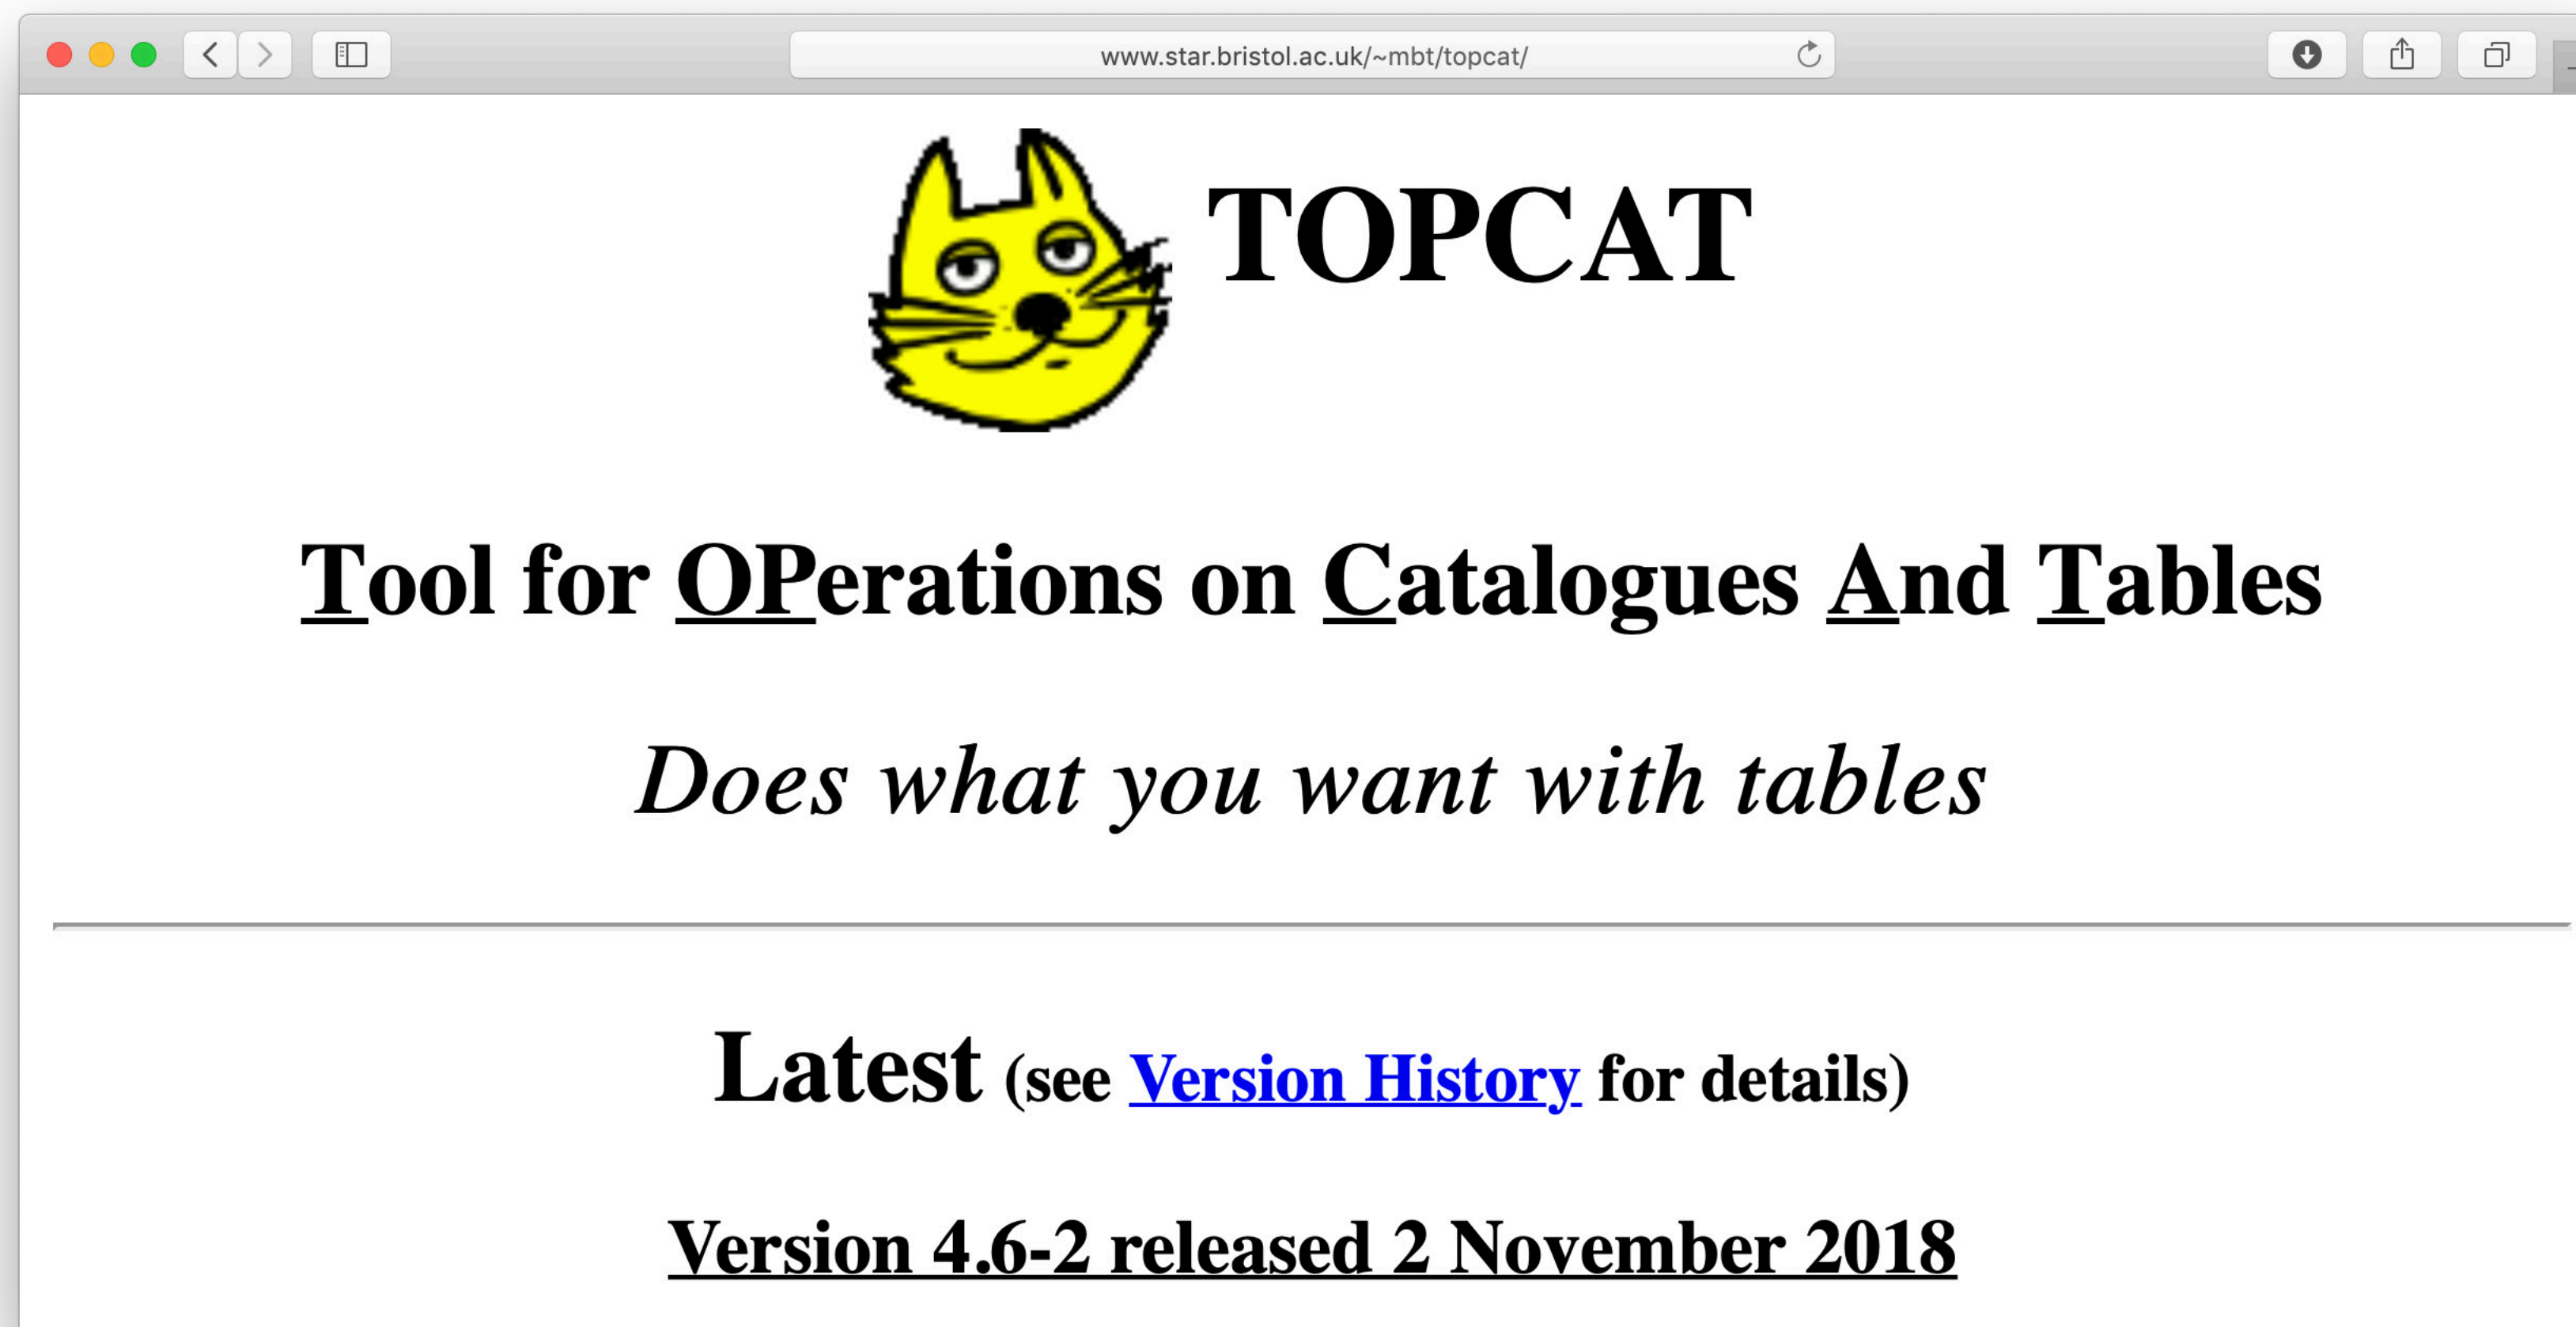 www.star.bristol.ac.uk/~mbt/topcat/
TOPCAT
Tool for OPerations on Catalogues And Tables
Does what you want with tables
Latest (see Version History for details)
Version 4.6-2 released 2 November 2018